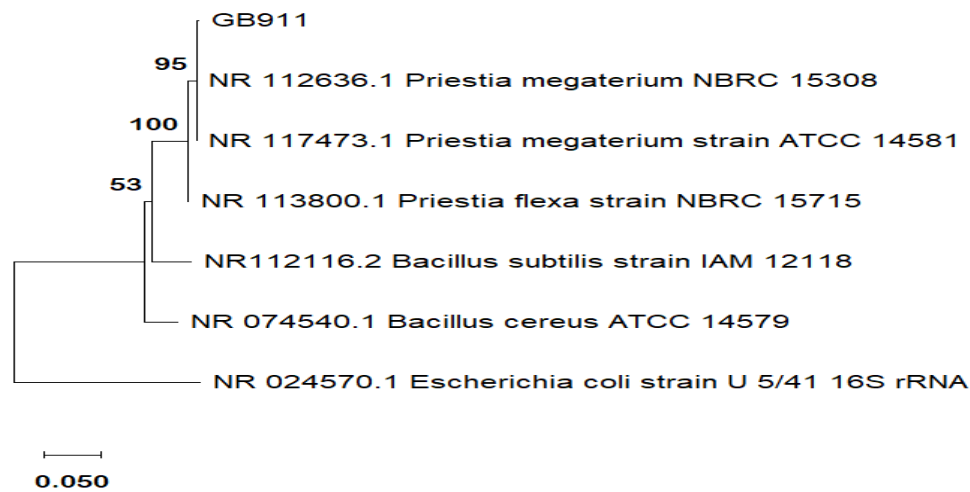 GB911
95
NR 112636.1 Priestia megaterium NBRC 15308
100
NR 117473.1 Priestia megaterium strain ATCC 14581
53
NR 113800.1 Priestia flexa strain NBRC 15715
NR112116.2 Bacillus subtilis strain IAM 12118
NR 074540.1 Bacillus cereus ATCC 14579
NR 024570.1 Escherichia coli strain U 5/41 16S rRNA
0.050